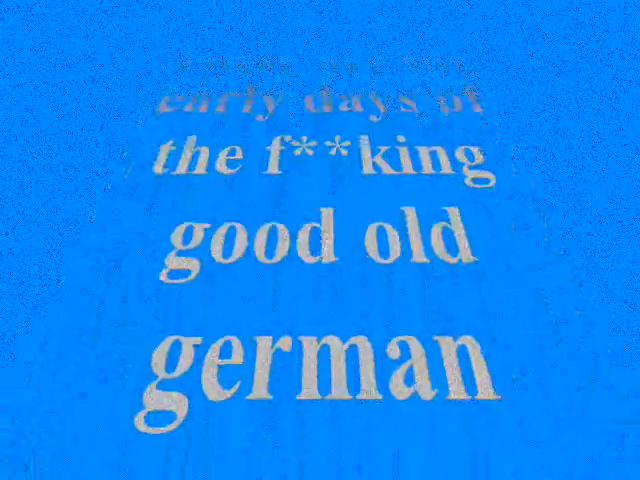 early days of
the f**king
good old
german